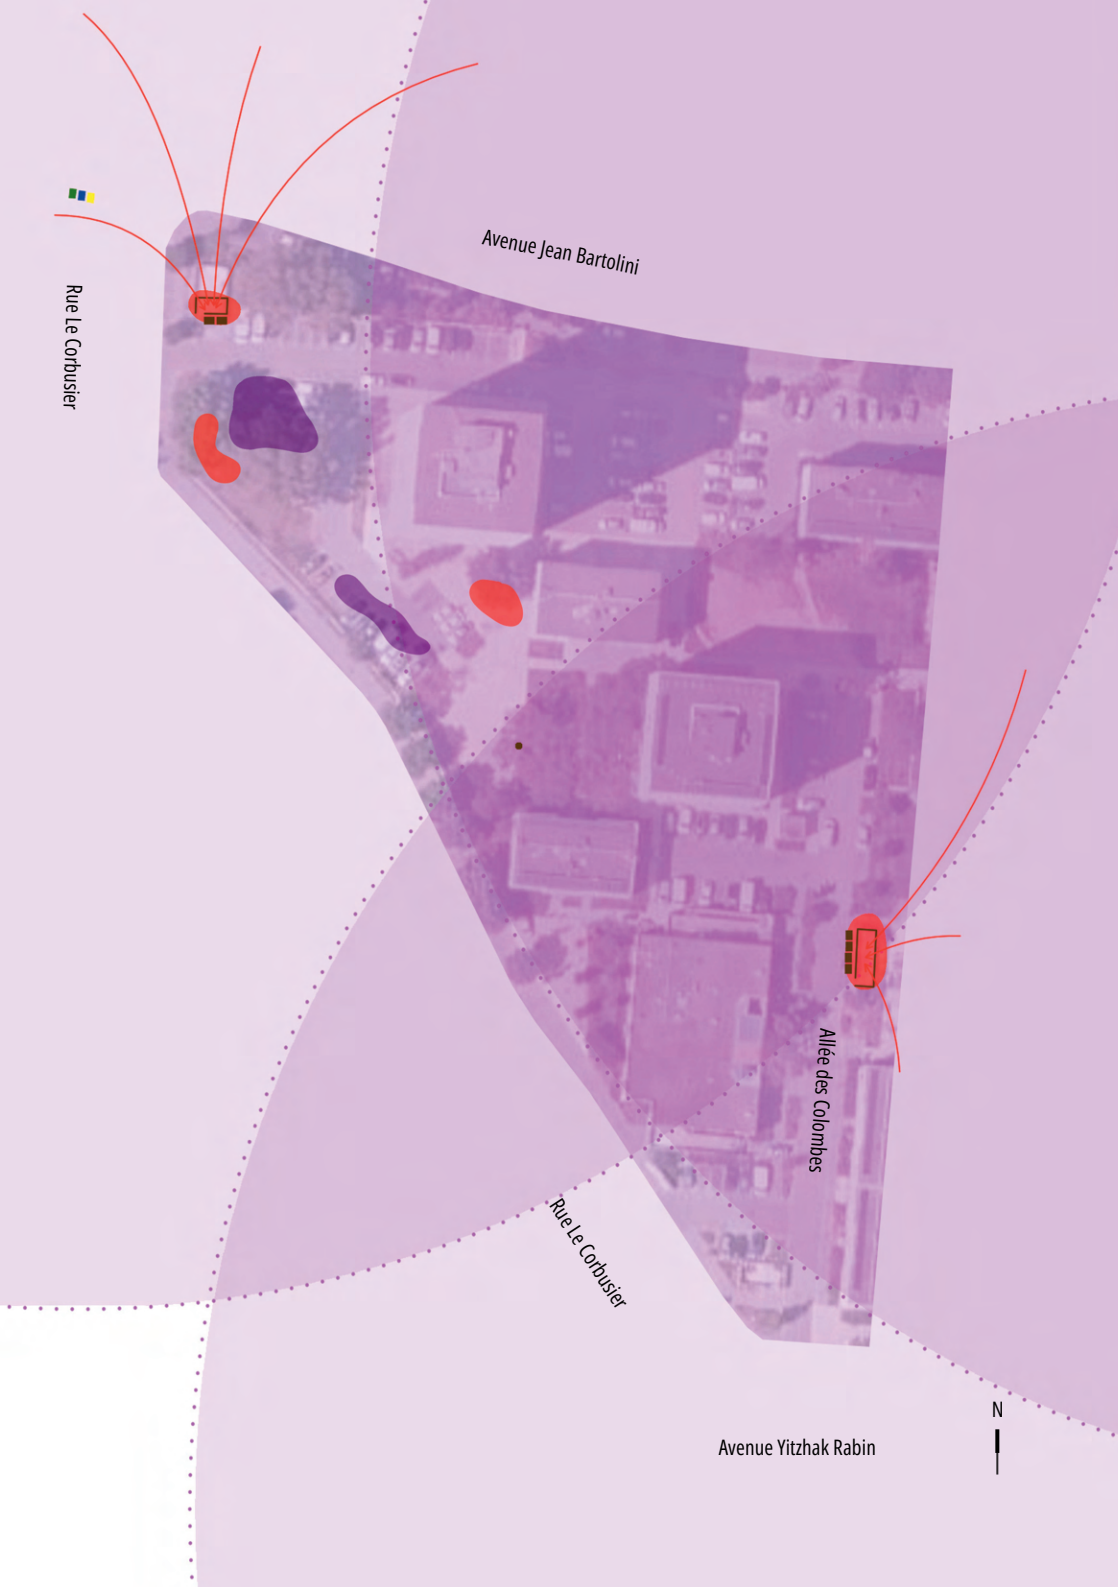 Avenue Jean Bartolini
Rue Le Corbusier
Allée des Colombes
Rue Le Corbusier
N
Avenue Yitzhak Rabin